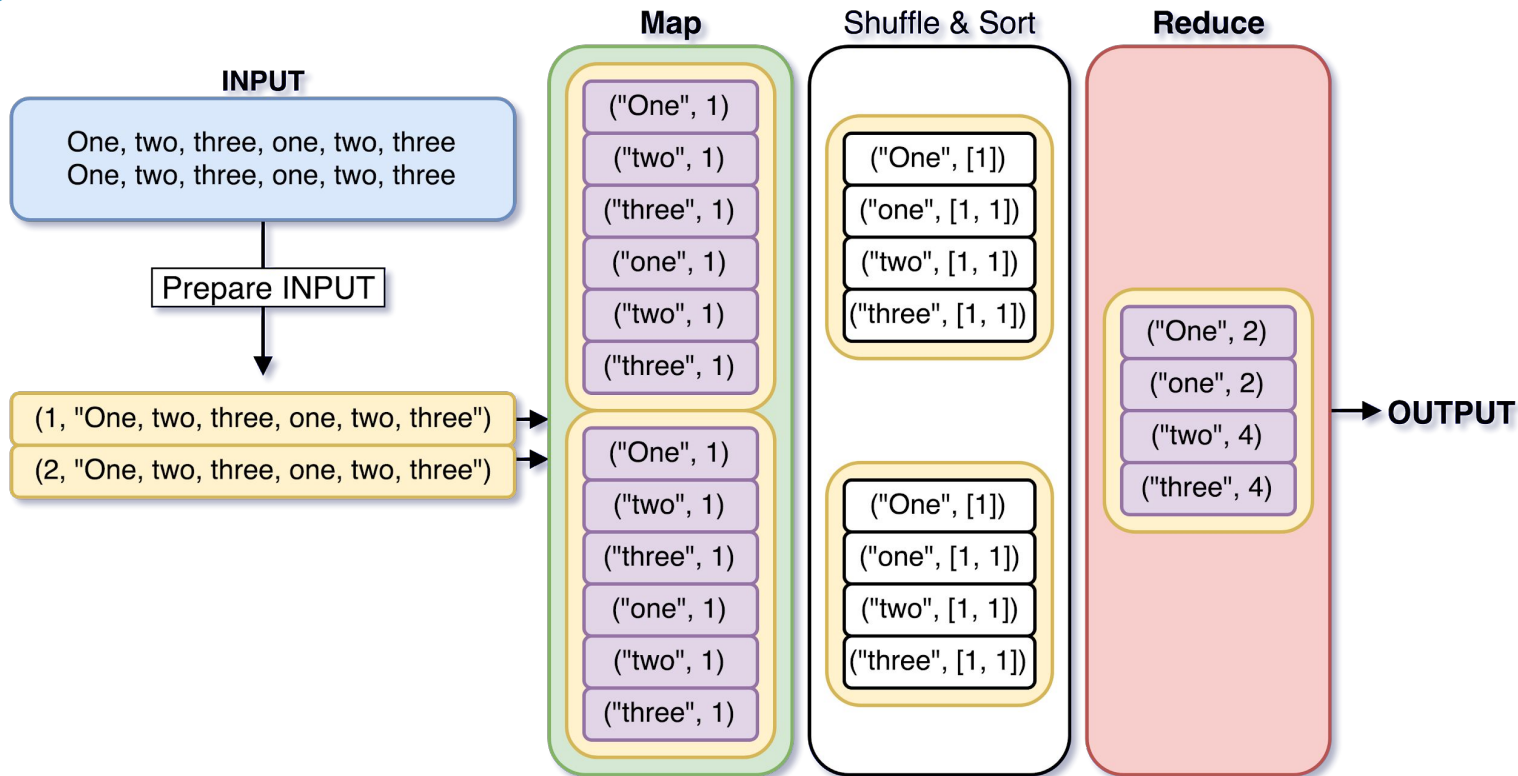 INPUT
One, two, three, one, two, three
One, two, three, one, two, three
Prepare INPUT
(1, "One, two, three, one, two, three")
(2, "One, two, three, one, two, three")
Map
("One", 1)
("two", 1)
("three", 1)
("one", 1)
("two", 1)
("three", 1)
("One", 1)
("two", 1)
("three", 1)
("one", 1)
("two", 1)
("three", 1)
Shuffle & Sort
("One", [1])
("one", [1, 1])
("two", [1, 1])
("three", [1, 1])
("One", [1])
("one", [1, 1])
("two", [1, 1])
("three", [1, 1])
Reduce
("One", 2)
("one", 2)
("two", 4)
("three", 4)
OUTPUT